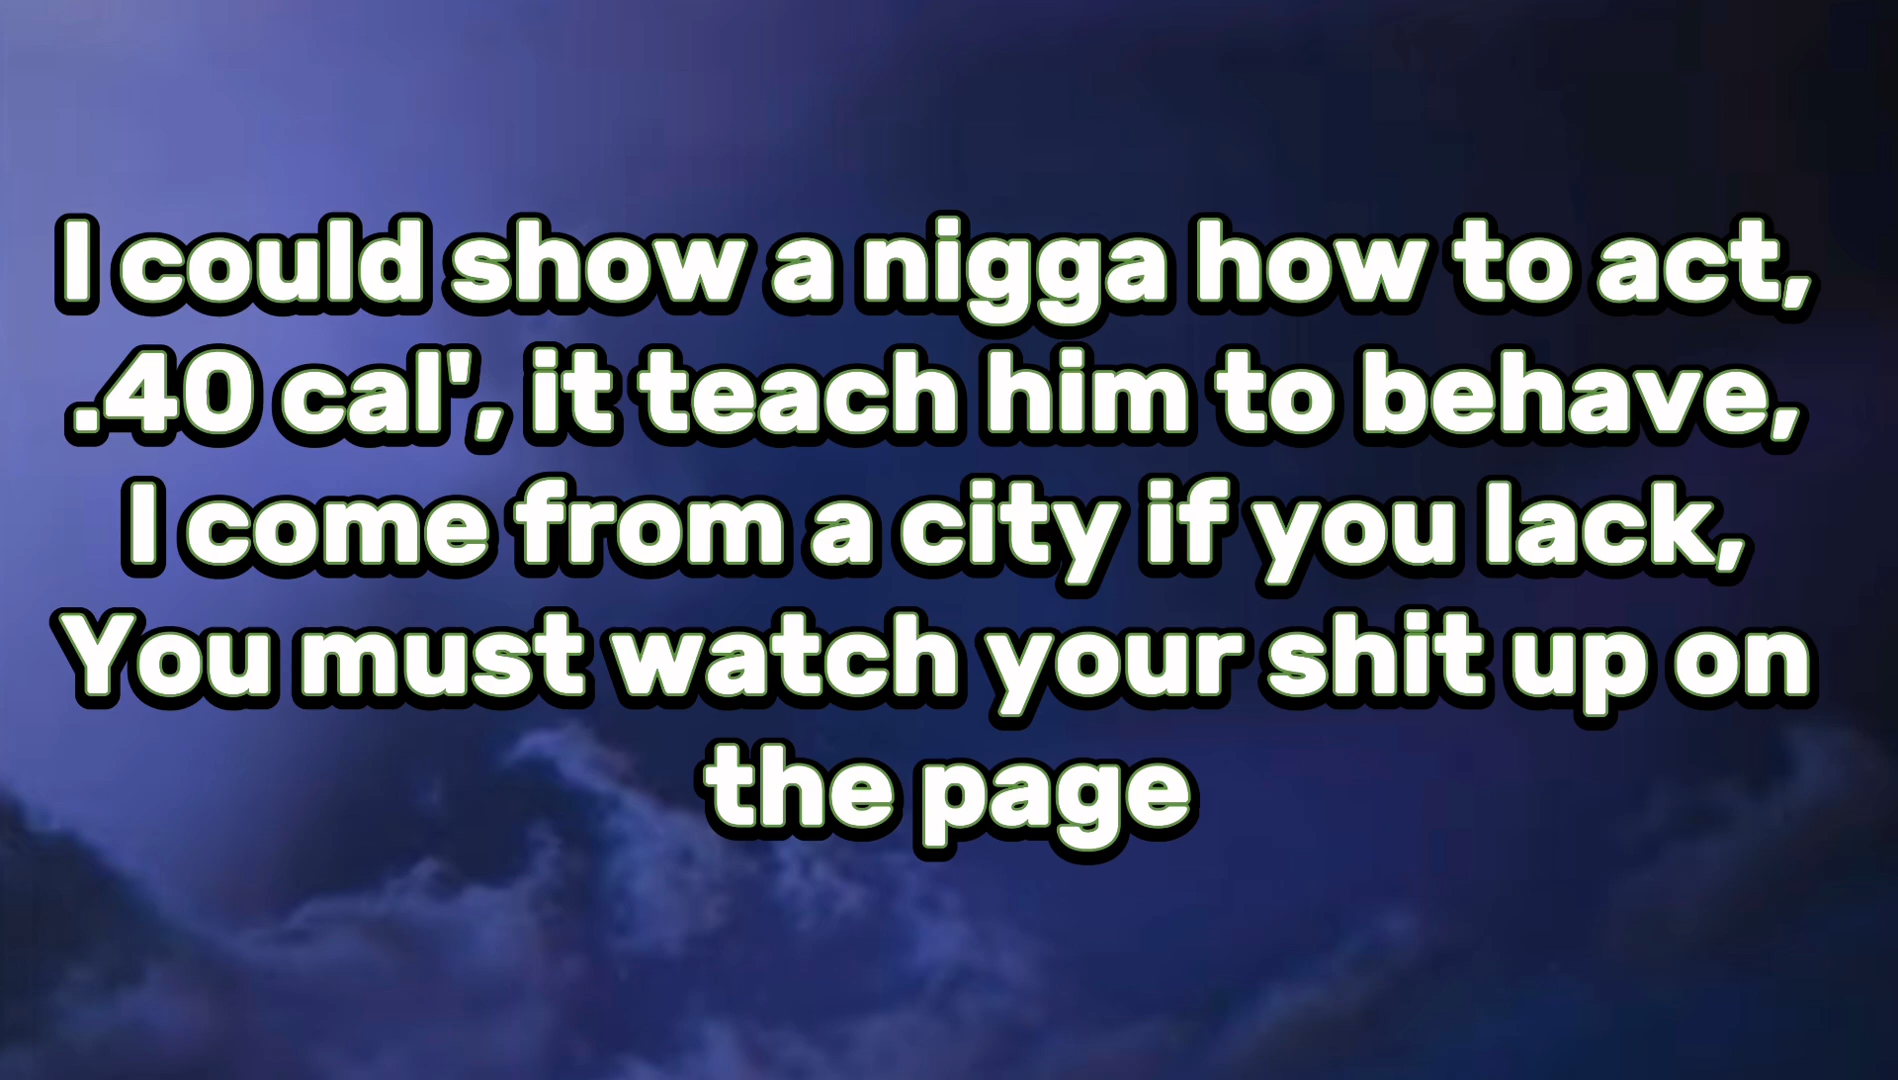 I could show a nigga how to act,
.40 cal', it teach him to behave,
I come from a city if you lack,
You must watch your shit up on
the page